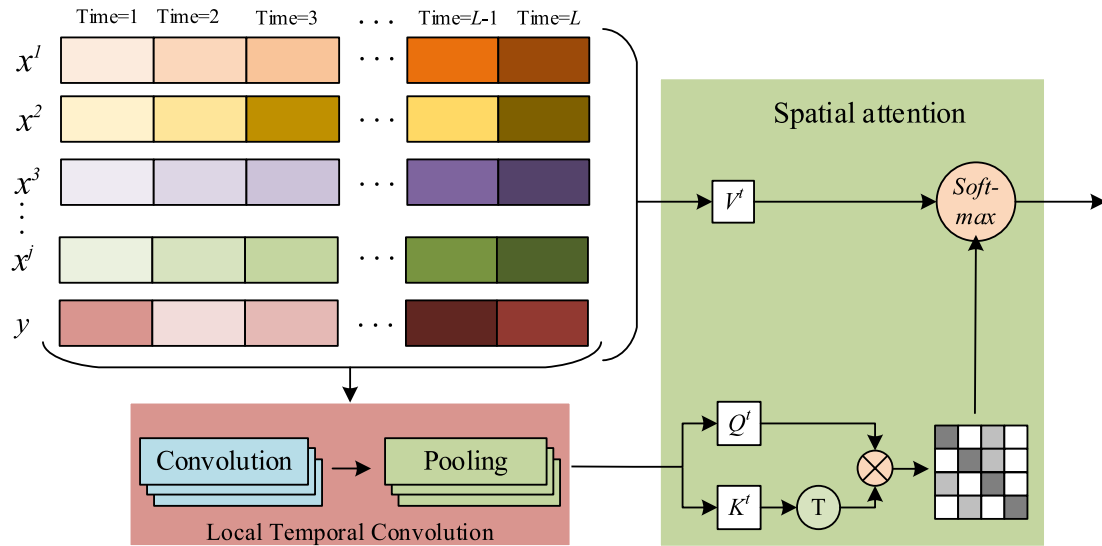 Time=1 Time=2 Time=3 · · · Time=L-1 Time=L
x¹ · · ·
x² · · ·
x³ · · ·
⋮
xʲ · · ·
y · · ·
Spatial attention
Vᵗ
Soft-
max
Qᵗ
Kᵗ
T
Convolution
Pooling
Local Temporal Convolution